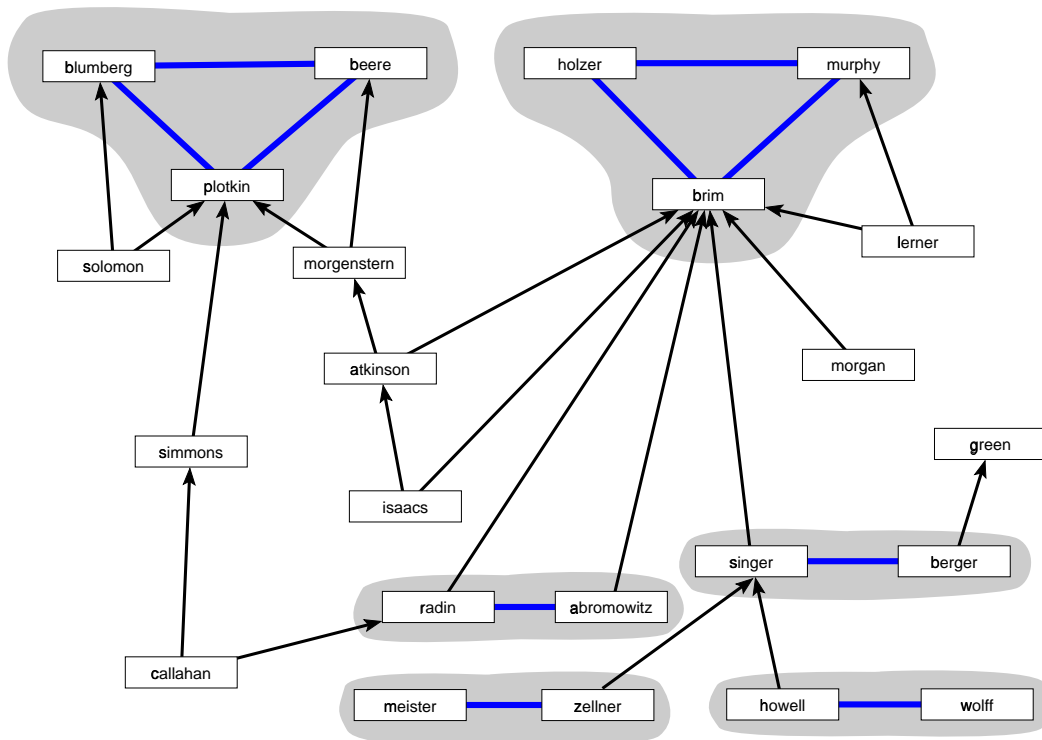 blumberg
beere
holzer
murphy
plotkin
brim
solomon
morgenstern
lerner
atkinson
morgan
simmons
green
isaacs
singer
berger
radin
abromowitz
callahan
meister
zellner
howell
wolff